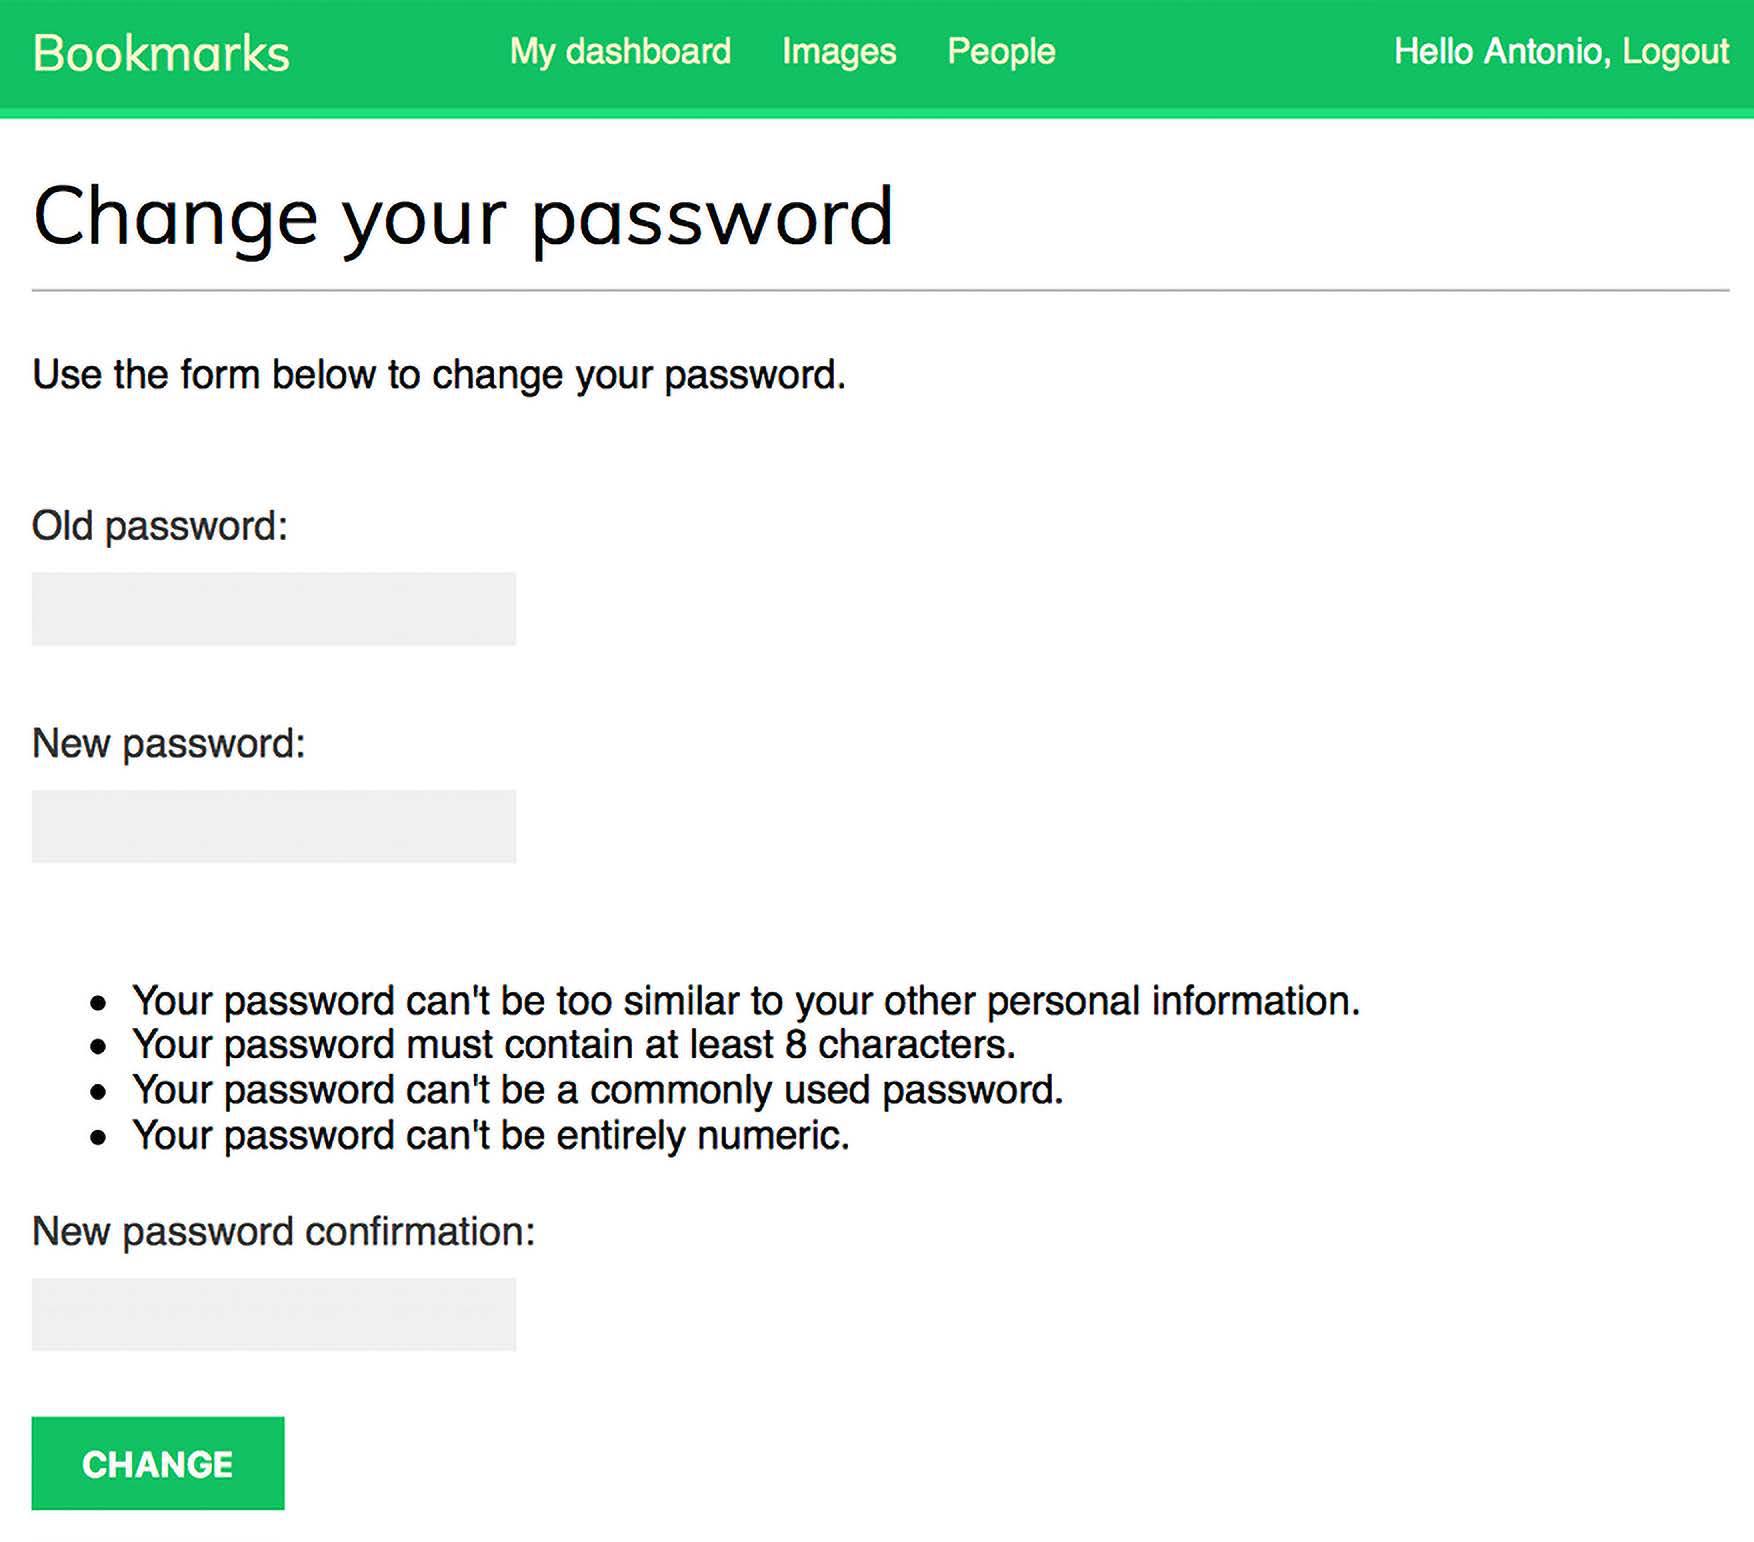 Bookmarks My dashboard Images People Hello Antonio, Logout
Change your password
Use the form below to change your password.
Old password:
New password:
• Your password can't be too similar to your other personal information.
• Your password must contain at least 8 characters.
• Your password can't be a commonly used password.
• Your password can't be entirely numeric.
New password confirmation:
CHANGE